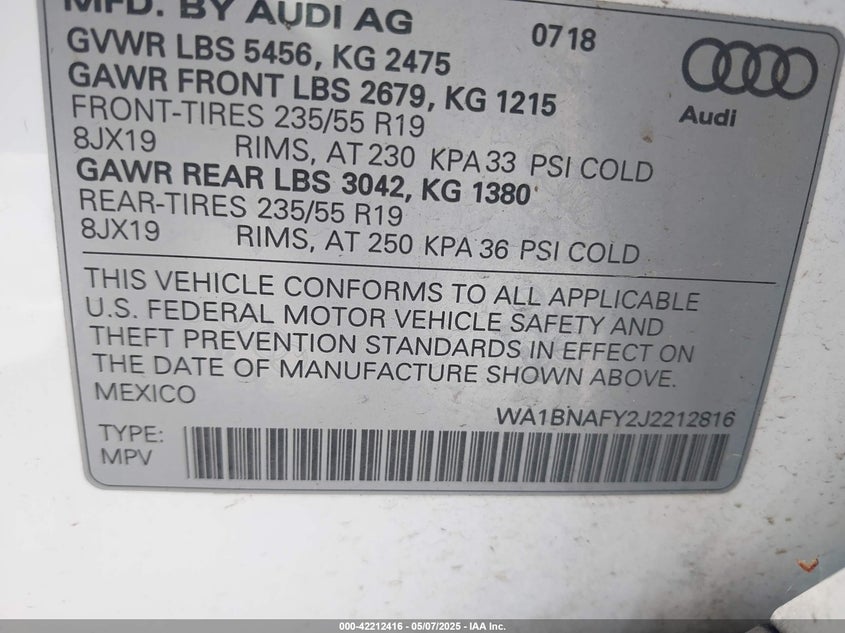 MFD. BY AUDI AG 0718
GVWR LBS 5456, KG 2475
GAWR FRONT LBS 2679, KG 1215
FRONT-TIRES 235/55 R19
8JX19 RIMS, AT 230 KPA 33 PSI COLD
GAWR REAR LBS 3042, KG 1380
REAR-TIRES 235/55 R19
8JX19 RIMS, AT 250 KPA 36 PSI COLD
Audi
THIS VEHICLE CONFORMS TO ALL APPLICABLE
U.S. FEDERAL MOTOR VEHICLE SAFETY AND
THEFT PREVENTION STANDARDS IN EFFECT ON
THE DATE OF MANUFACTURE SHOWN ABOVE.
MEXICO
WA1BNAFY2J2212816
TYPE:
MPV
000-42212416 - 05/07/2025 - IAA Inc.